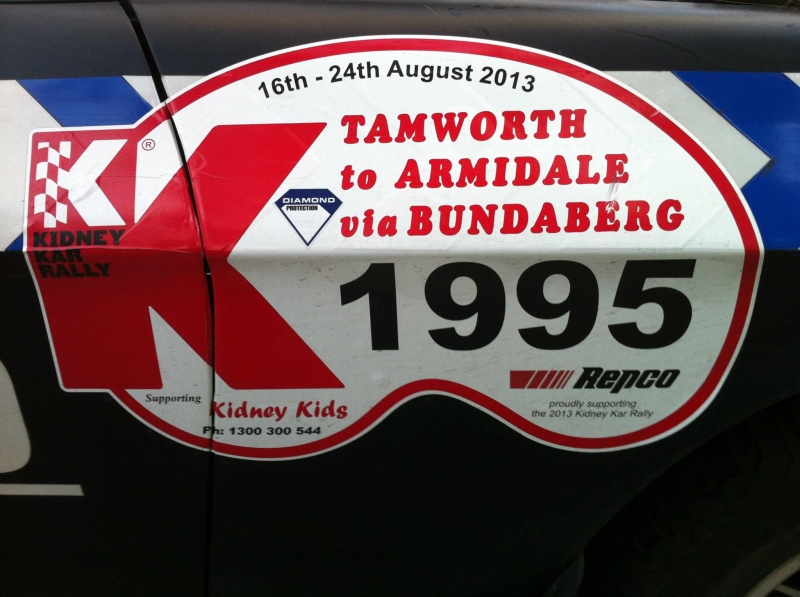 16th - 24th August 2013
TAMWORTH
to ARMIDALE
via BUNDABERG
K®
KIDNEY
KAR
RALLY
K
DIAMOND
PROTECTION
1995
Repco
proudly supporting
the 2013 Kidney Kar Rally
Supporting
Kidney Kids
Ph: 1300 300 544